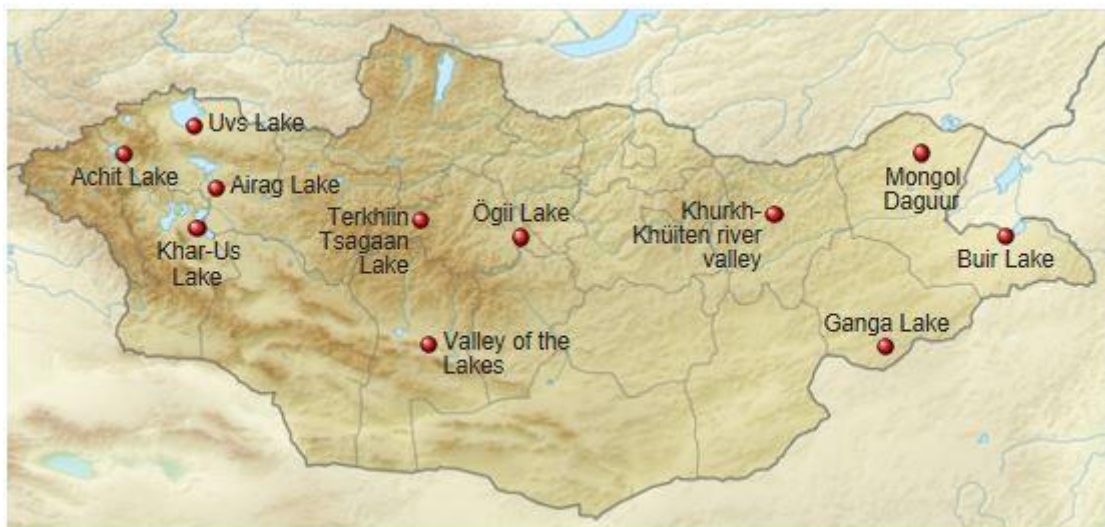 Uvs Lake
Achit Lake
Airag Lake
Khar-Us
Lake
Terkhiin
Tsagaan
Lake
Ögii Lake
Khurkh-
Khüiten river
valley
Mongol
Daguur
Buir Lake
Ganga Lake
Valley of the
Lakes